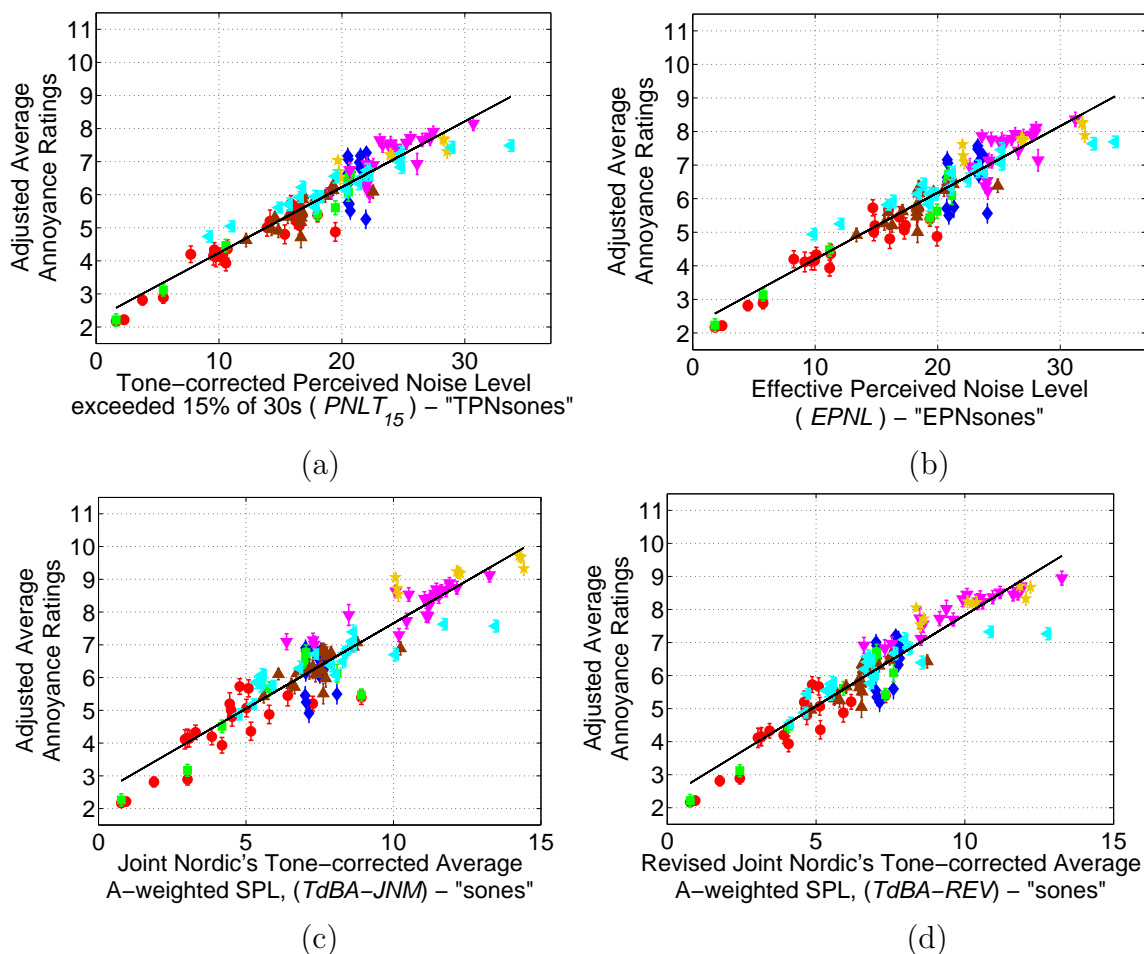 11
10
9
8
7
6
5
4
3
2
0 10 20 30
Adjusted Average
Annoyance Ratings
Tone−corrected Perceived Noise Level
exceeded 15% of 30s ( PNLT15) − "TPNsones"
(a)
11
10
9
8
7
6
5
4
3
2
0 10 20 30
Adjusted Average
Annoyance Ratings
Effective Perceived Noise Level
( EPNL ) − "EPNsones"
(b)
11
10
9
8
7
6
5
4
3
2
0 5 10 15
Adjusted Average
Annoyance Ratings
Joint Nordic's Tone−corrected Average
A−weighted SPL, (TdBA−JNM) − "sones"
(c)
11
10
9
8
7
6
5
4
3
2
0 5 10 15
Adjusted Average
Annoyance Ratings
Revised Joint Nordic's Tone−corrected Average
A−weighted SPL, (TdBA−REV) − "sones"
(d)